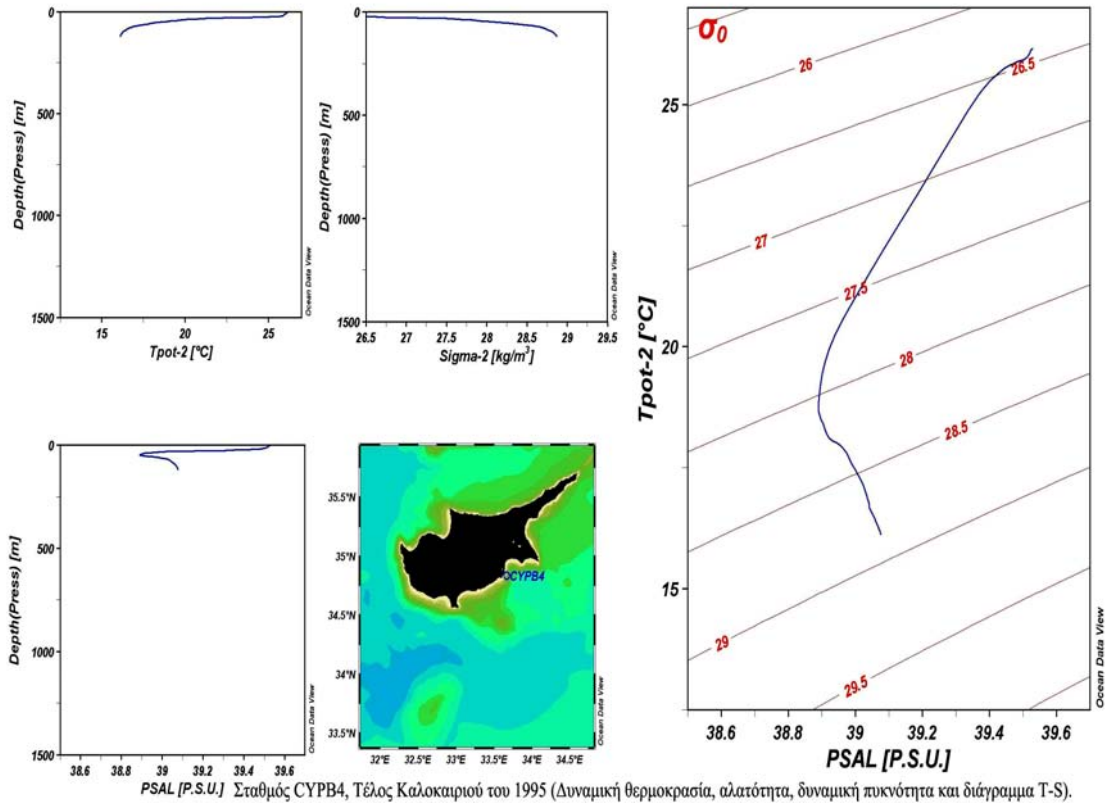 0
500
1000
1500
Depth(Press) [m]
15 20 25
Tpot-2 [°C]
Ocean Data View
0
500
1000
1500
Depth(Press) [m]
26.5 27 27.5 28 28.5 29 29.5
Sigma-2 [kg/m³]
Ocean Data View
σ0
26
26.5
27
27.5
28
28.5
29
29.5
25
20
15
Tpot-2 [°C]
38.6 38.8 39 39.2 39.4 39.6
PSAL [P.S.U.]
Ocean Data View
0
500
1000
1500
Depth(Press) [m]
38.6 38.8 39 39.2 39.4 39.6
PSAL [P.S.U.]
Ocean Data View
35.5°N
35°N
34.5°N
34°N
33.5°N
CYPB4
32°E 32.5°E 33°E 33.5°E 34°E 34.5°E
Ocean Data View
Σταθμός CYPB4, Τέλος Καλοκαιριού του 1995 (Δυναμική θερμοκρασία, αλατότητα, δυναμική πυκνότητα και διάγραμμα T-S).